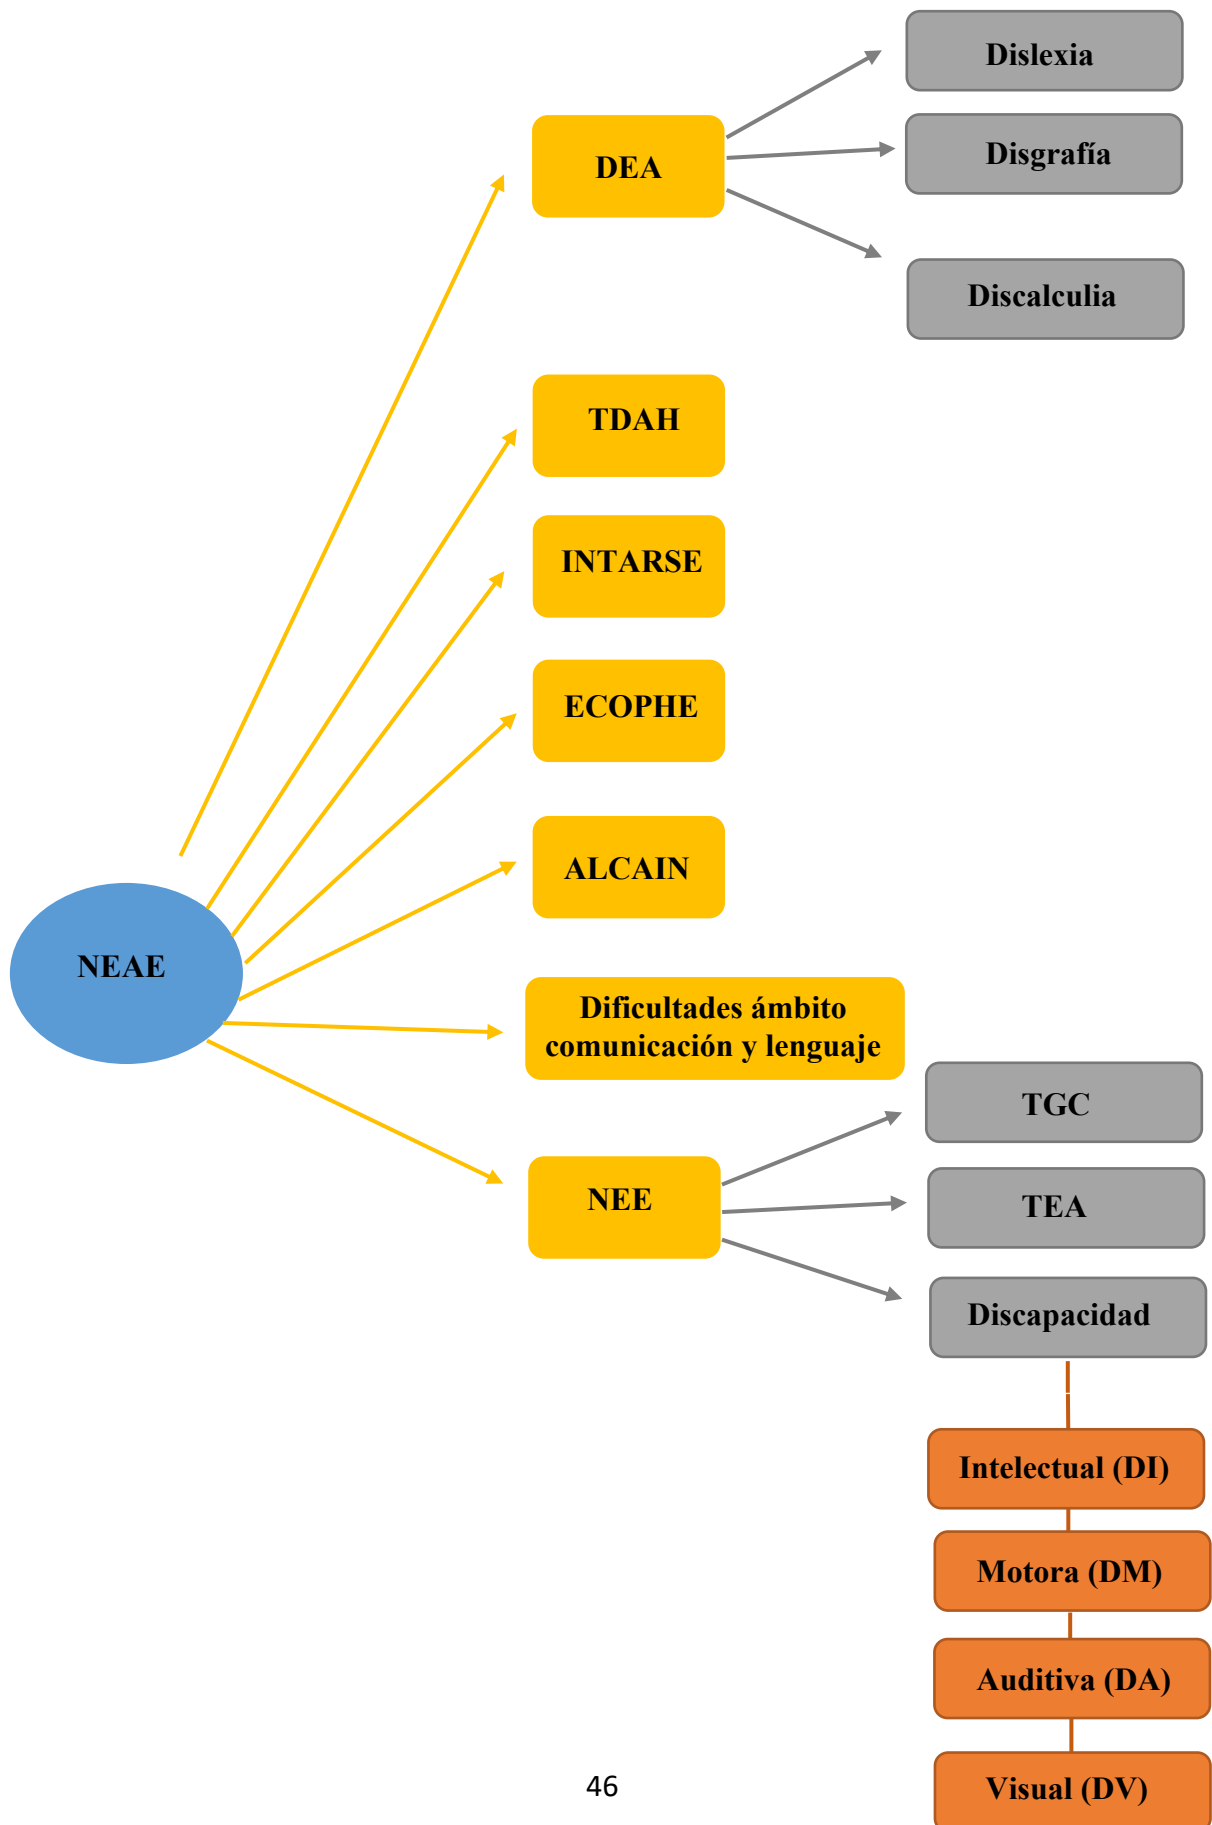 Dislexia
DEA
Disgrafía
Discalculia
TDAH
INTARSE
ECOPHE
ALCAIN
NEAE
Dificultades ámbito
comunicación y lenguaje
TGC
NEE
TEA
Discapacidad
Intelectual (DI)
Motora (DM)
Auditiva (DA)
Visual (DV)
46